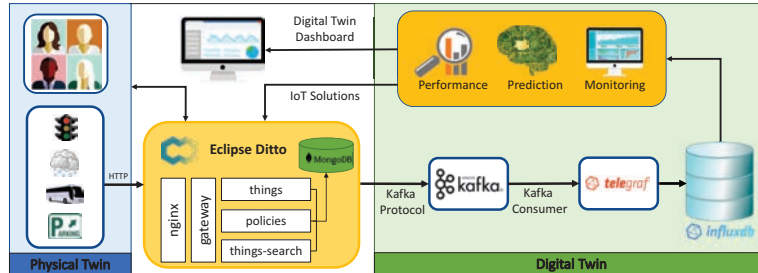 Digital Twin
Dashboard
Performance
Prediction
Monitoring
IoT Solutions
HTTP
Eclipse Ditto
MongoDB
nginx
gateway
things
policies
things-search
Kafka
Protocol
kafka
Kafka
Consumer
telegraf
influxdb
PARKING
Physical Twin
Digital Twin